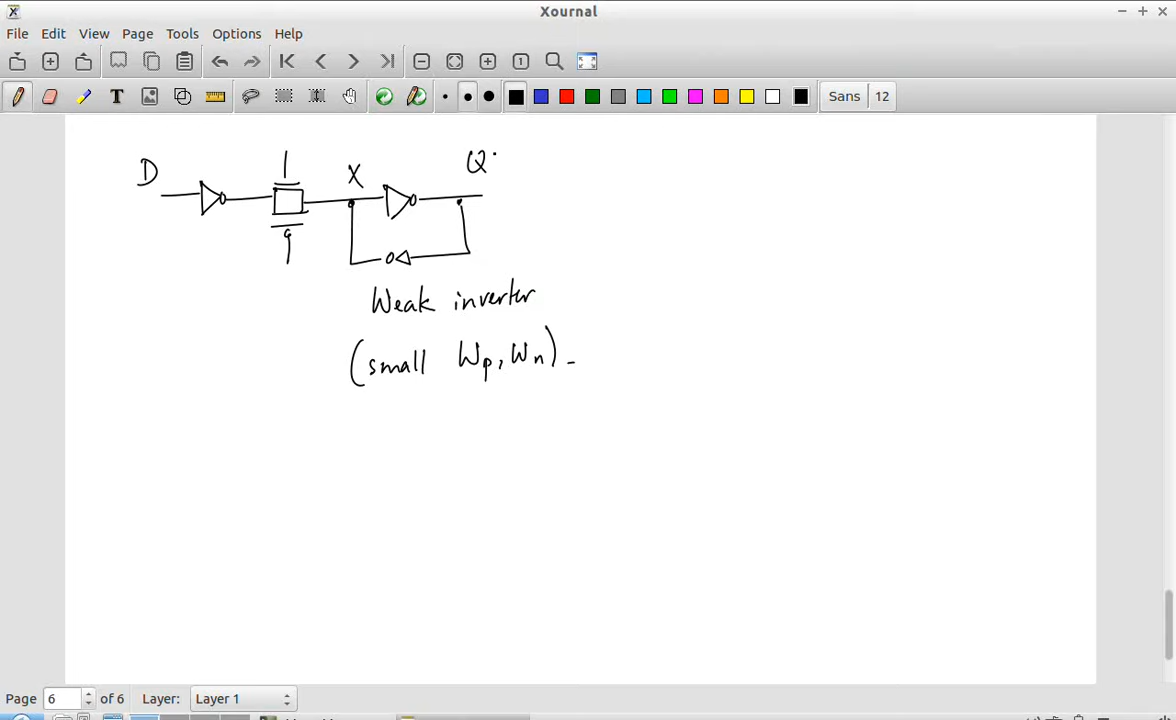 Xournal
File Edit View Page Tools Options Help
Sans 12
D X Q
Weak inverter
(small Wp, Wn) -
Page 6 of 6 Layer: Layer 1